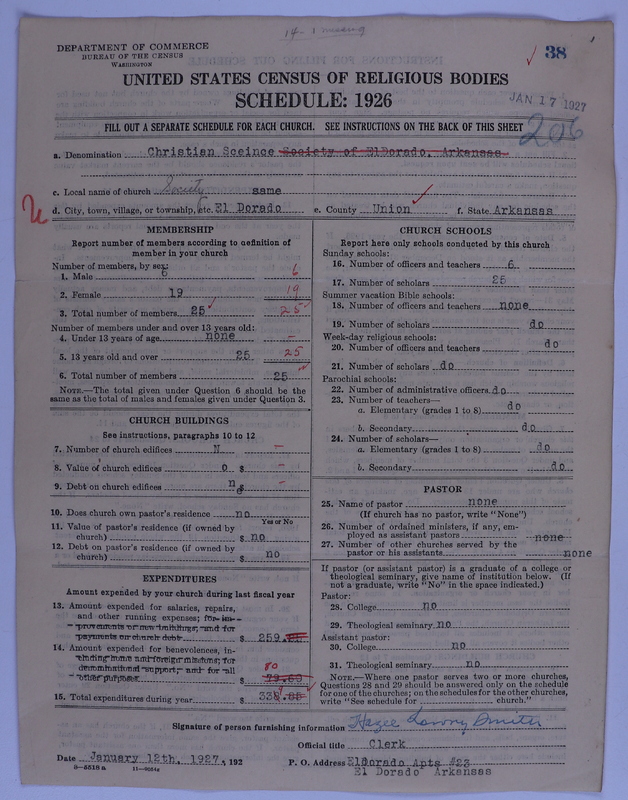 14 - 1 missing
DEPARTMENT OF COMMERCE
BUREAU OF THE CENSUS
WASHINGTON
38
UNITED STATES CENSUS OF RELIGIOUS BODIES
SCHEDULE: 1926
JAN 17 1927
FILL OUT A SEPARATE SCHEDULE FOR EACH CHURCH. SEE INSTRUCTIONS ON THE BACK OF THIS SHEET
206
a. Denomination Christian Sceince Society of ElDorado, Arkansas
c. Local name of church Society same
d. City, town, village, or township, etc. El Dorado e. County Union f. State Arkansas
MEMBERSHIP
Report number of members according to definition of
member in your church
Number of members, by sex:
1. Male 6 6
2. Female 19 19
3. Total number of members 25 25
Number of members under and over 13 years old:
4. Under 13 years of age none –
5. 13 years old and over 25 25
6. Total number of members 25
NOTE.—The total given under Question 6 should be
the same as the total of males and females given under Question 3.
CHURCH BUILDINGS
See instructions, paragraphs 10 to 12
7. Number of church edifices N –
8. Value of church edifices o $ –
9. Debt on church edifices n e $ –
10. Does church own pastor's residence no
Yes or No
11. Value of pastor's residence (if owned by
church) $ no
12. Debt on pastor's residence (if owned by
church) $ no
EXPENDITURES
Amount expended by your church during last fiscal year
13. Amount expended for salaries, repairs,
and other running expenses; for im-
provements or new buildings; and for
payments on church debt $ 259.
14. Amount expended for benevolences, in-
cluding home and foreign missions; for
denominational support; and for all
other purposes $ 79.60 80
15. Total expenditures during year $ 338.85
CHURCH SCHOOLS
Report here only schools conducted by this church
Sunday schools:
16. Number of officers and teachers 6
17. Number of scholars 25
Summer vacation Bible schools:
18. Number of officers and teachers none
19. Number of scholars do
Week-day religious schools:
20. Number of officers and teachers do
21. Number of scholars do
Parochial schools:
22. Number of administrative officers do
23. Number of teachers—
a. Elementary (grades 1 to 8) do
b. Secondary do
24. Number of scholars—
a. Elementary (grades 1 to 8) do
b. Secondary do
PASTOR
25. Name of pastor none
(If church has no pastor, write "None")
26. Number of ordained ministers, if any, em-
ployed as assistant pastors none
27. Number of other churches served by the
pastor or his assistants none
If pastor (or assistant pastor) is a graduate of a college or
theological seminary, give name of institution below. (If
not a graduate, write "No" in the space indicated.)
Pastor:
28. College no
29. Theological seminary no
Assistant pastor:
30. College no
31. Theological seminary no
NOTE.—Where one pastor serves two or more churches,
Questions 28 and 29 should be answered only on the schedule
for one of the churches; on the schedules for the other churches,
write "See schedule for church."
Signature of person furnishing information Hazel Lowry Smith
Official title Clerk
Date January 12th, 1927, 192
P. O. Address ElDorado Apts #23
El Dorado Arkansas
8—5518 a 11—9954